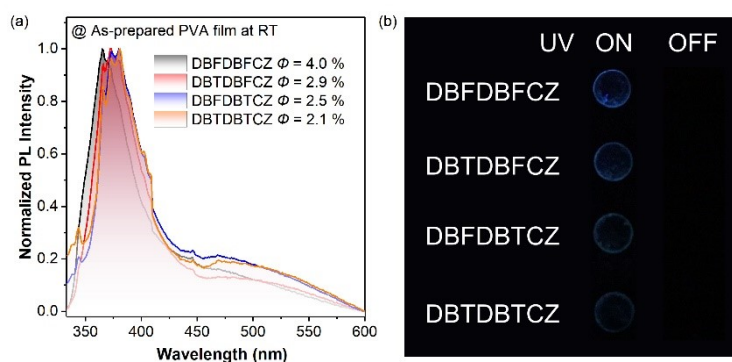 (a)
@ As-prepared PVA film at RT
DBFDBFCZ Φ = 4.0 %
DBTDBFCZ Φ = 2.9 %
DBFDBTCZ Φ = 2.5 %
DBTDBTCZ Φ = 2.1 %
Normalized PL Intensity
1.0
0.8
0.6
0.4
0.2
0.0
350 400 450 500 550 600
Wavelength (nm)
(b)
UV ON OFF
DBFDBFCZ
DBTDBFCZ
DBFDBTCZ
DBTDBTCZ